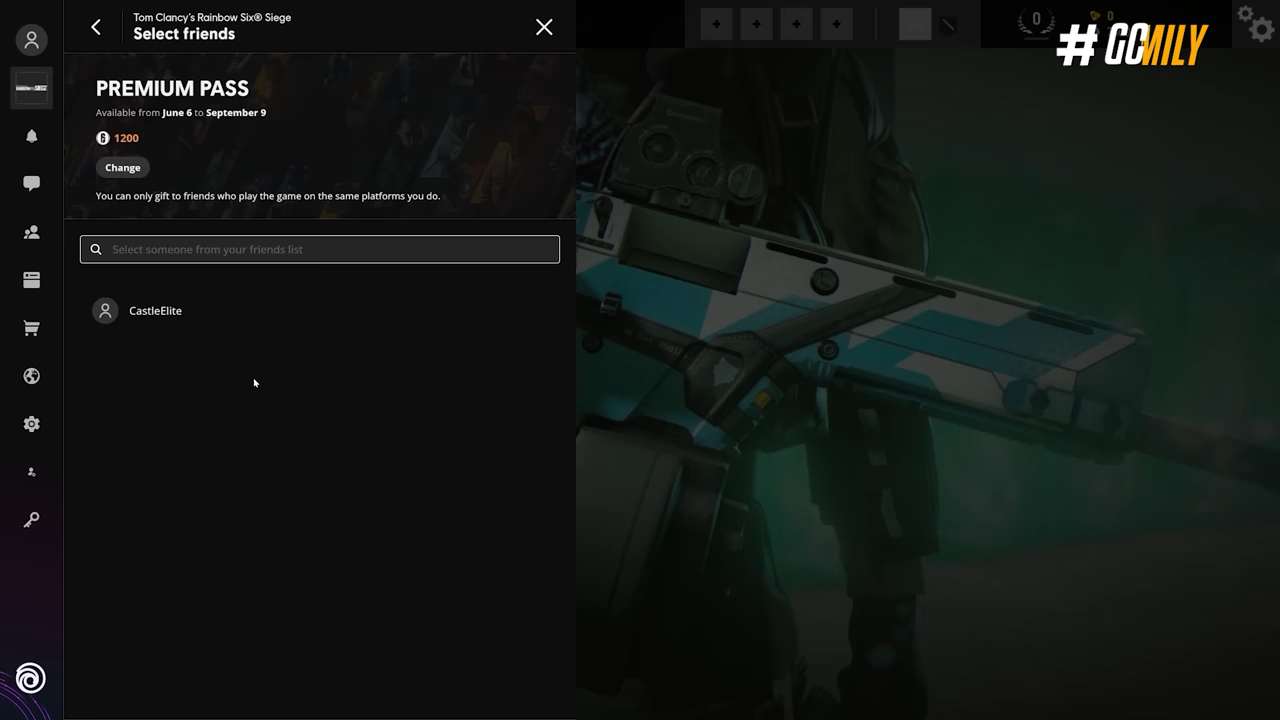 Tom Clancy's Rainbow Six® Siege
Select friends
PREMIUM PASS
Available from June 6 to September 9
1200
Change
You can only gift to friends who play the game on the same platforms you do.
Select someone from your friends list
CastleElite
0
0